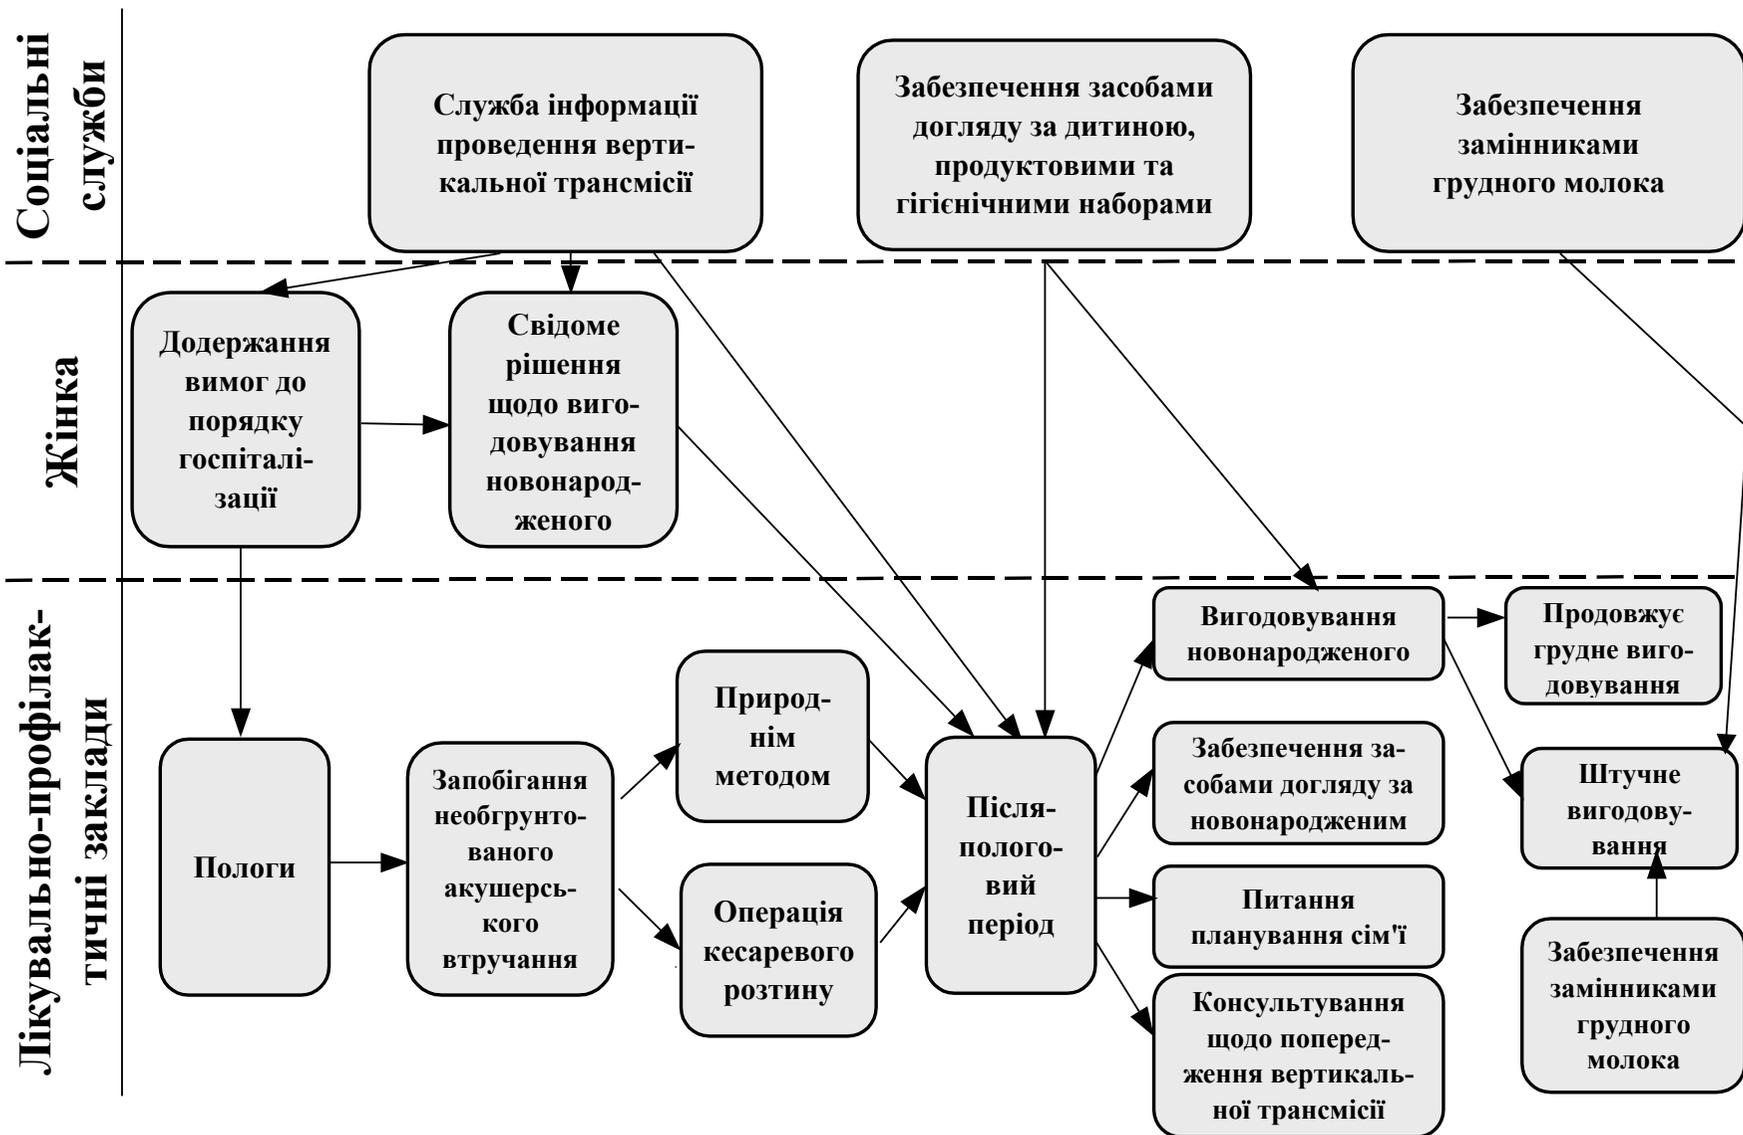 Соціальні
служби
Служба інформації
проведення верти-
кальної трансмісії
Забезпечення засобами
догляду за дитиною,
продуктовими та
гігієнічними наборами
Забезпечення
замінниками
грудного молока
Жінка
Додержання
вимог до
порядку
госпіталі-
зації
Свідоме
рішення
щодо виго-
довування
новонарод-
женого
Лікувально-профілак-
тичні заклади
Пологи
Запобігання
необгрунто-
ваного
акушерсь-
кого
втручання
Природ-
нім
методом
Операція
кесаревого
розтину
Після-
полого-
вий
період
Вигодовування
новонародженого
Забезпечення за-
собами догляду за
новонародженим
Питання
планування сім'ї
Консультування
щодо поперед-
ження вертикаль-
ної трансмісії
Продовжує
грудне виго-
довування
Штучне
вигодову-
вання
Забезпечення
замінниками
грудного
молока